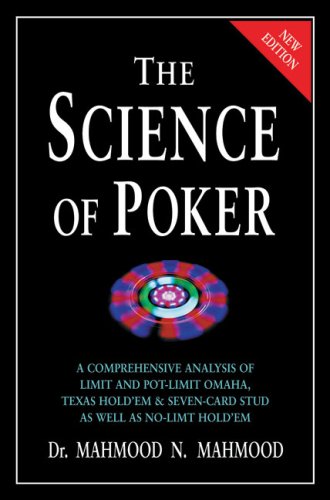 NEW
EDITION
THE
SCIENCE
OF POKER
A COMPREHENSIVE ANALYSIS OF
LIMIT AND POT-LIMIT OMAHA,
TEXAS HOLD'EM & SEVEN-CARD STUD
AS WELL AS NO-LIMT HOLD'EM
Dr. MAHMOOD N. MAHMOOD